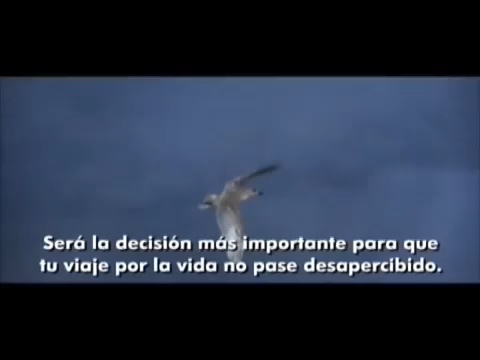 Será la decisión más importante para que
tu viaje por la vida no pase desapercibido.